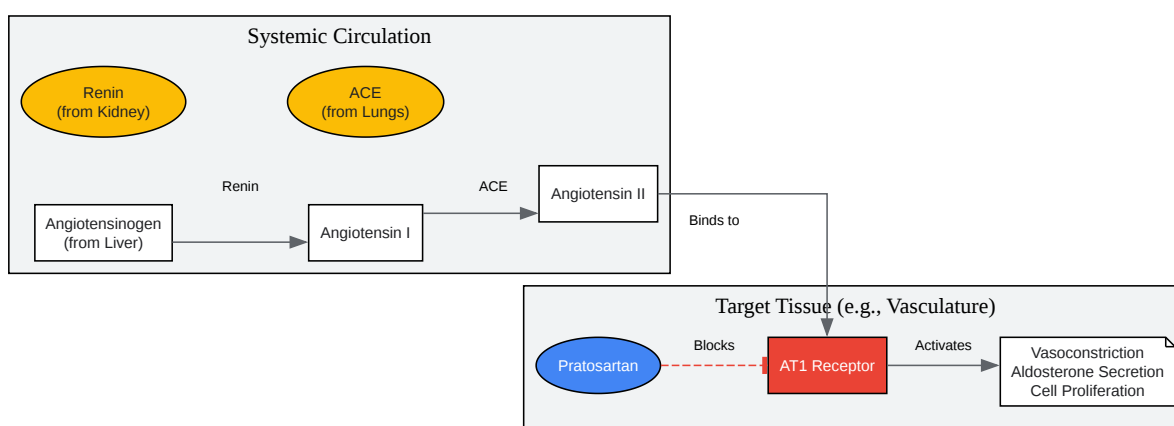 Systemic Circulation
Renin
(from Kidney)
ACE
(from Lungs)
Renin
ACE
Angiotensin II
Angiotensinogen
(from Liver)
Angiotensin I
Binds to
Target Tissue (e.g., Vasculature)
Pratosartan
Blocks
AT1 Receptor
Activates
Vasoconstriction
Aldosterone Secretion
Cell Proliferation